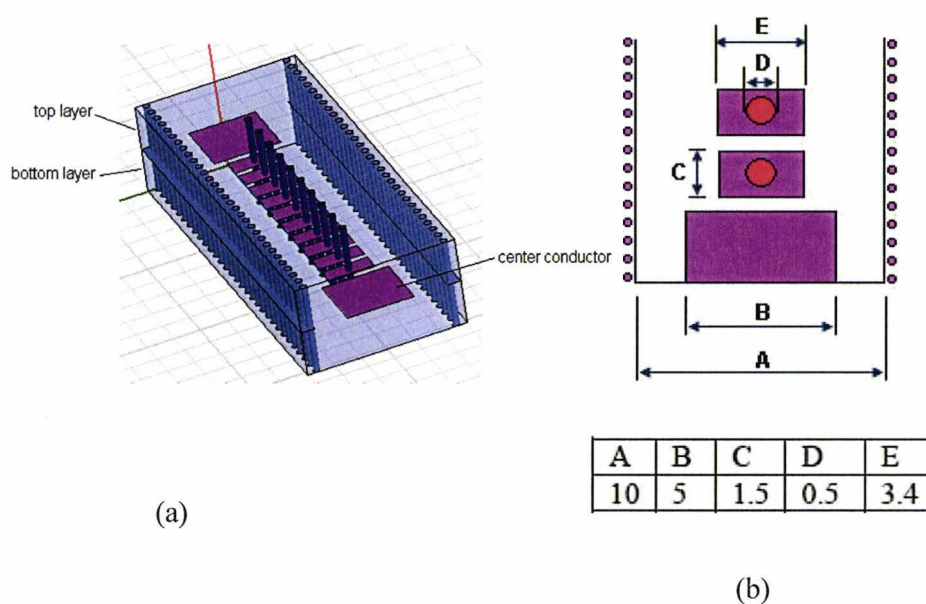 top layer
bottom layer
center conductor
E
D
C
B
A
A B C D E
10 5 1.5 0.5 3.4
(a)
(b)